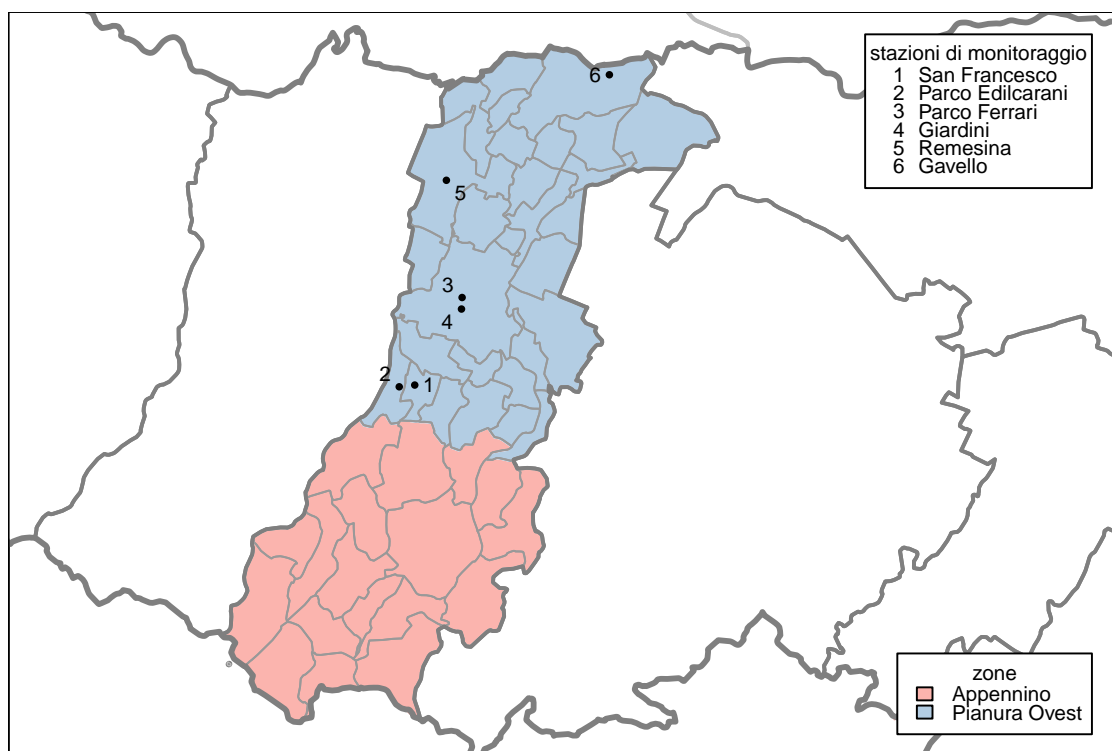 stazioni di monitoraggio
1 San Francesco
2 Parco Edilcarani
3 Parco Ferrari
4 Giardini
5 Remesina
6 Gavello
6
5
3
4
2
1
zone
Appennino
Pianura Ovest